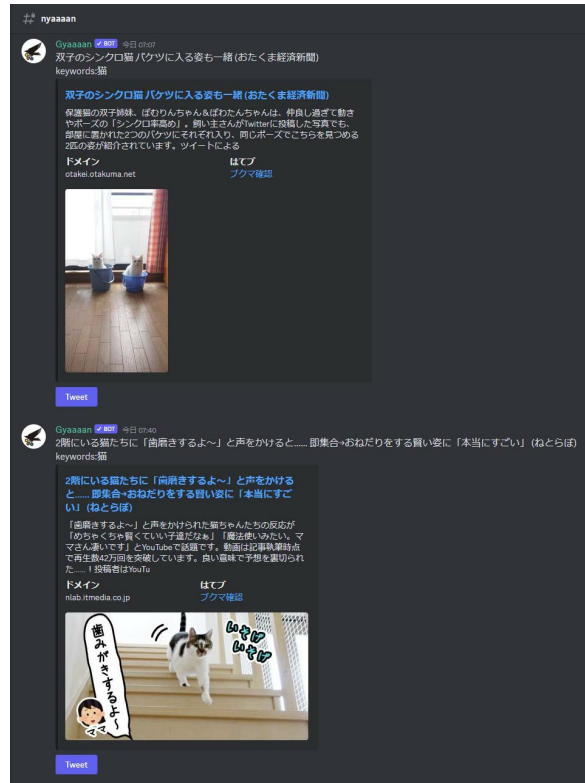 nyaaaan
Gyaaaan ✓BOT 今日 07:07
双子のシンクロ猫 バケツに入る姿も一緒 (おたくま経済新聞)
keywords:猫
双子のシンクロ猫 バケツに入る姿も一緒 (おたくま経済新聞)
保護猫の双子姉妹、ぽわりんちゃん&ぽわたんちゃんは、仲良し過ぎて動き
やポーズの「シンクロ率高め」。飼い主さんがTwitterに投稿した写真でも、
部屋に置かれた2つのバケツにそれぞれ入り、同じポーズでこちらを見つめる
2匹の姿が紹介されています。ツイートによる
ドメイン はてブ
otakei.otakuma.net ブクマ確認
Tweet
Gyaaaan ✓BOT 今日 07:40
2階にいる猫たちに「歯磨きするよ～」と声をかけると...... 即集合→おねだりをする賢い姿に「本当にすごい」 (ねとらぼ)
keywords:猫
2階にいる猫たちに「歯磨きするよ～」と声をかける
と...... 即集合→おねだりをする賢い姿に「本当にすご
い」 (ねとらぼ)
「歯磨きするよ～」と声をかけられた猫ちゃんたちの反応が
「めちゃくちゃ賢くていい子達だなぁ」「魔法使いみたい。マ
マさん凄いです」とYouTubeで話題です。動画は記事執筆時点
で再生数42万回を突破しています。良い意味で予想を裏切られ
た......！投稿者はYouTu
ドメイン はてブ
nlab.itmedia.co.jp ブクマ確認
歯みがきするよ～
ママ
いそげ
いそげ
Tweet